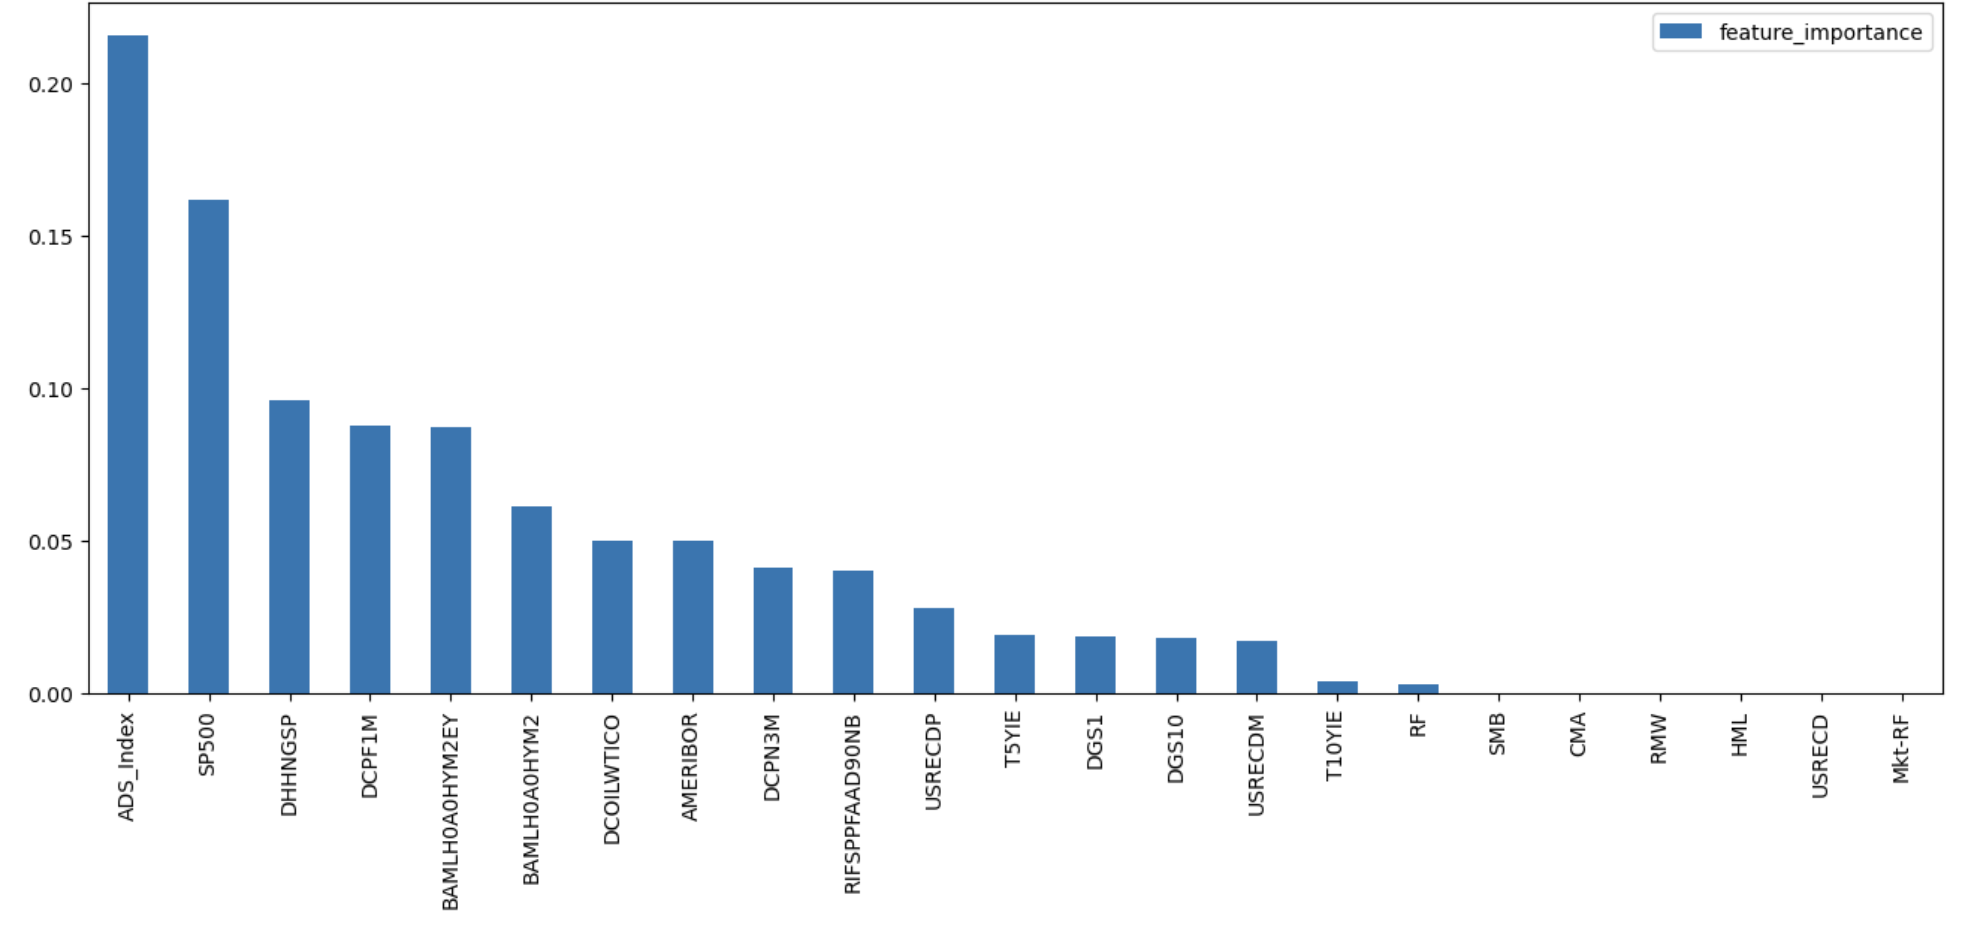 feature_importance
0.20
0.15
0.10
0.05
0.00
ADS_Index
SP500
DHHNGSP
DCPF1M
BAMLH0A0HYM2EY
BAMLH0A0HYM2
DCOILWTICO
AMERIBOR
DCPN3M
RIFSPPFAAD90NB
USRECDP
T5YIE
DGS1
DGS10
USRECDM
T10YIE
RF
SMB
CMA
RMW
HML
USRECD
Mkt-RF